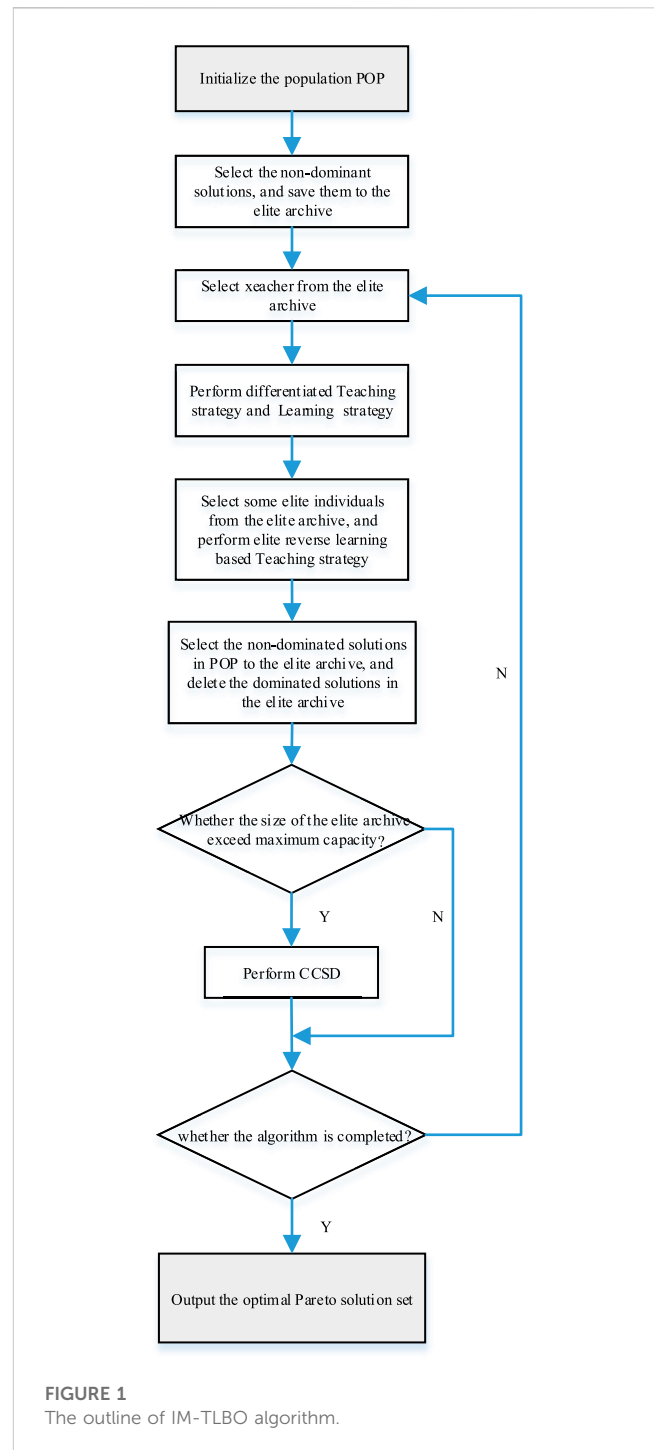 Initialize the population POP
Select the non-dominant
solutions, and save them to the
elite archive
Select xeacher from the elite
archive
Perform differentiated Teaching
strategy and Learning strategy
Select some elite individuals
from the elite archive, and
perform elite reverse learning
based Teaching strategy
Select the non-dominated solutions
in POP to the elite archive, and
delete the dominated solutions in
the elite archive
N
Whether the size of the elite archive
exceed maximum capacity?
Y
N
Perform CCSD
whether the algorithm is completed?
Y
Output the optimal Pareto solution set
FIGURE 1
The outline of IM-TLBO algorithm.